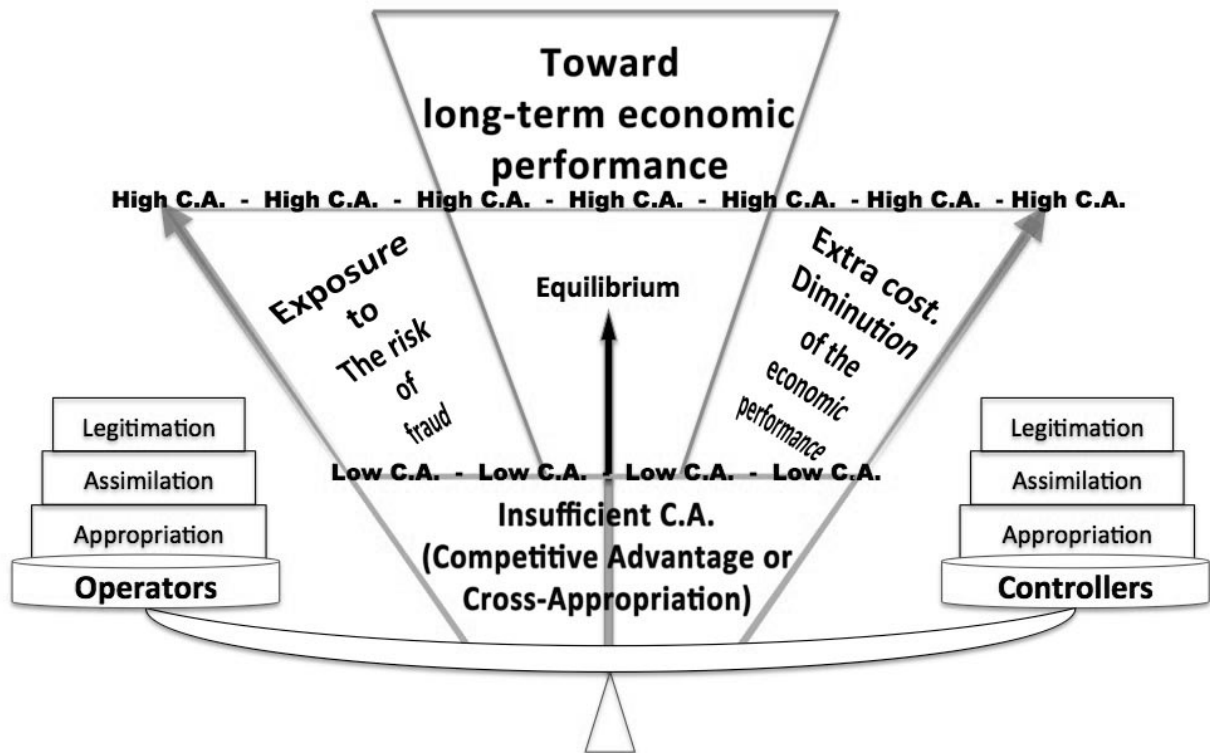 Toward
long-term economic
performance
High C.A. - High C.A. - High C.A. - High C.A. - High C.A. - High C.A. - High C.A.
Exposure
to
The risk
of
fraud
Equilibrium
Extra cost.
Diminution
of the
economic
performance
Legitimation
Assimilation
Appropriation
Operators
Legitimation
Assimilation
Appropriation
Controllers
Low C.A. - Low C.A. - Low C.A. - Low C.A.
Insufficient C.A.
(Competitive Advantage or
Cross-Appropriation)